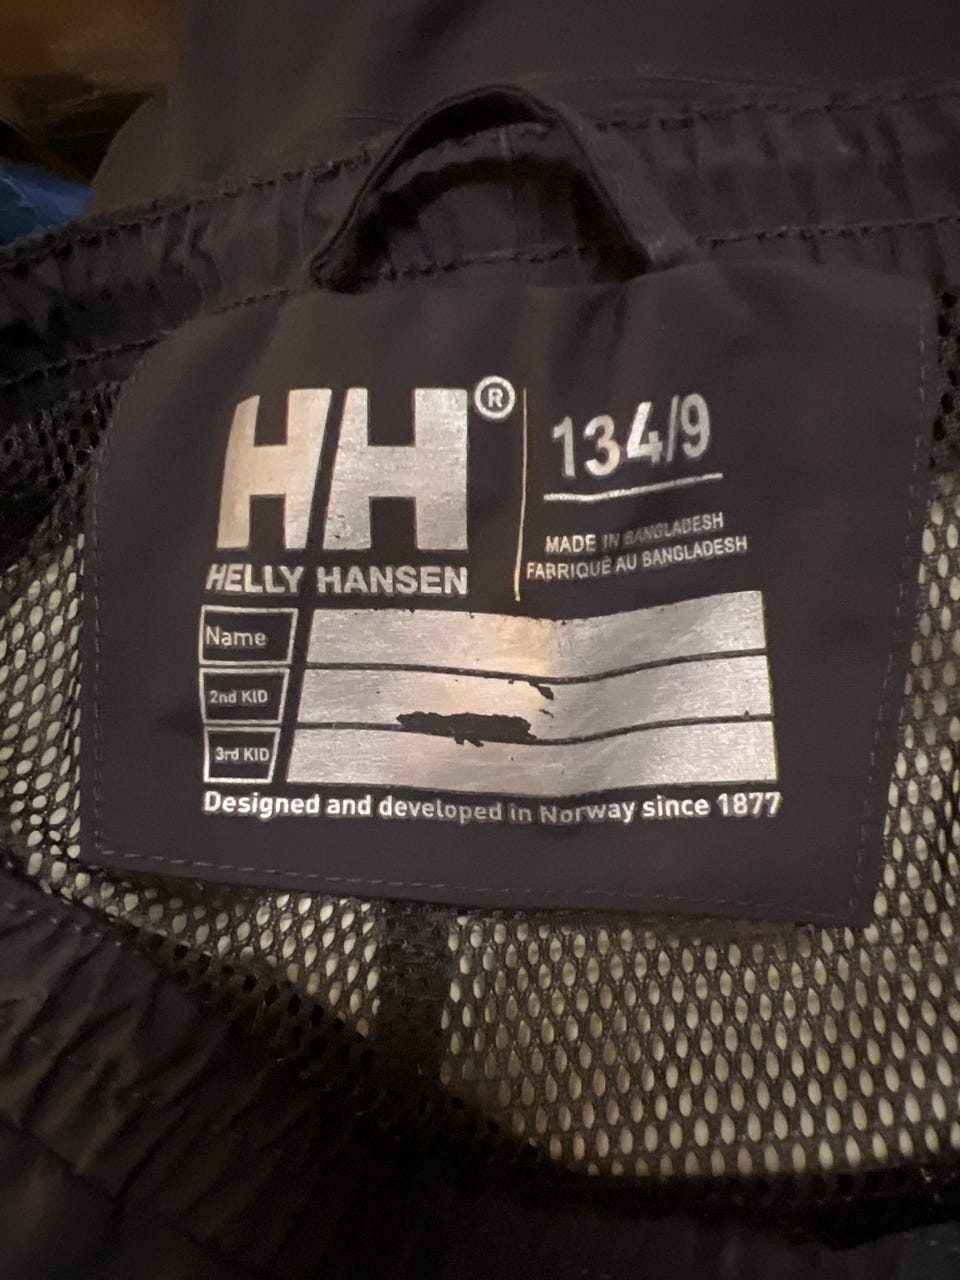 HH®
HELLY HANSEN
134/9
MADE IN BANGLADESH
FABRIQUÉ AU BANGLADESH
Name
2nd KID
3rd KID
Designed and developed in Norway since 1877